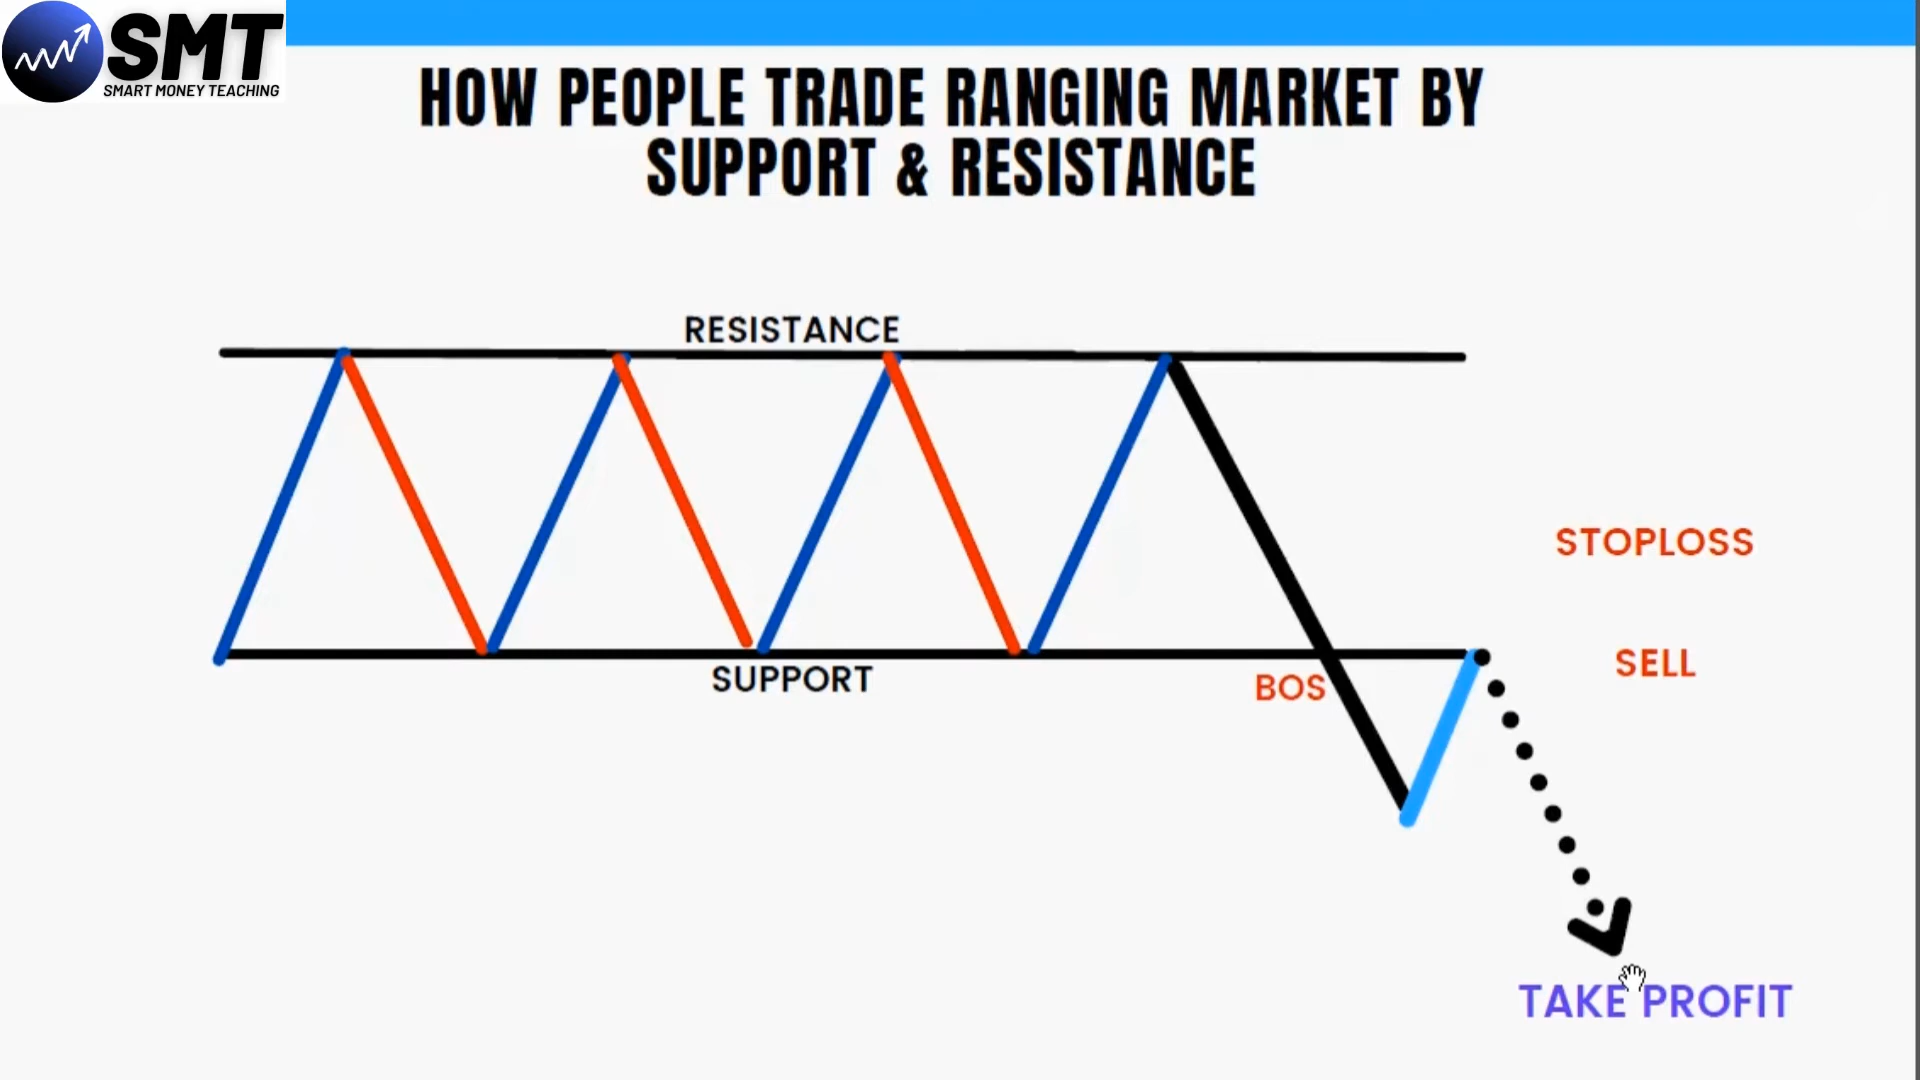 SMT
SMART MONEY TEACHING
HOW PEOPLE TRADE RANGING MARKET BY
SUPPORT & RESISTANCE
RESISTANCE
STOPLOSS
SUPPORT
BOS
SELL
TAKE PROFIT